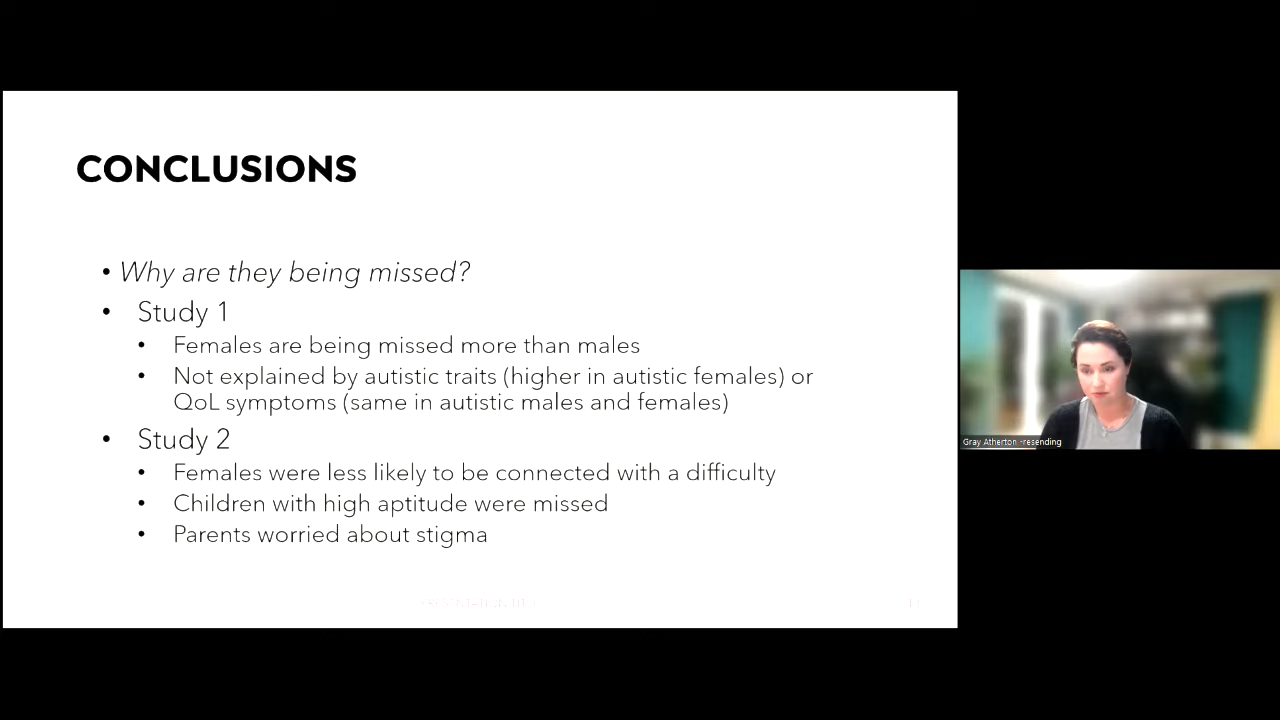 CONCLUSIONS
• Why are they being missed?
• Study 1
• Females are being missed more than males
• Not explained by autistic traits (higher in autistic females) or
QoL symptoms (same in autistic males and females)
• Study 2
• Females were less likely to be connected with a difficulty
• Children with high aptitude were missed
• Parents worried about stigma
Gray Atherton -resending